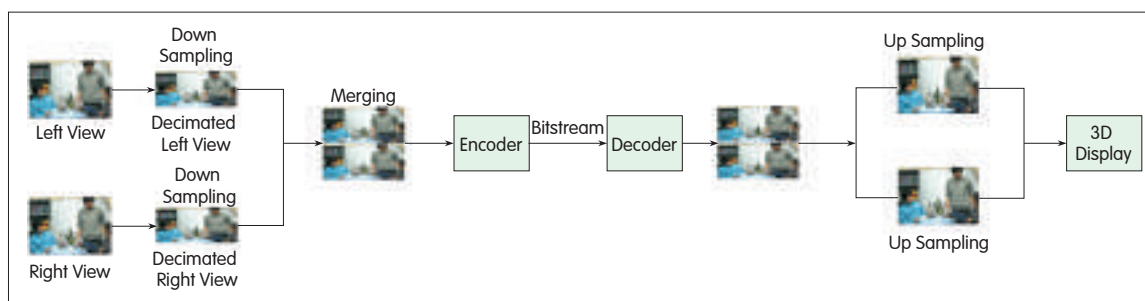 Down
Sampling
Left View
Decimated
Left View
Down
Sampling
Right View
Decimated
Right View
Merging
Encoder
Bitstream
Decoder
Up Sampling
Up Sampling
3D
Display